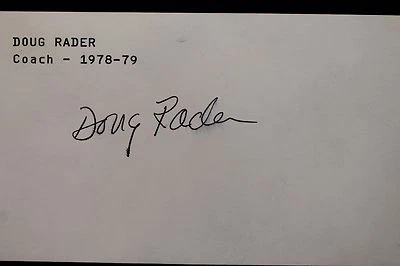 DOUG RADER
Coach - 1978-79
Doug Rader